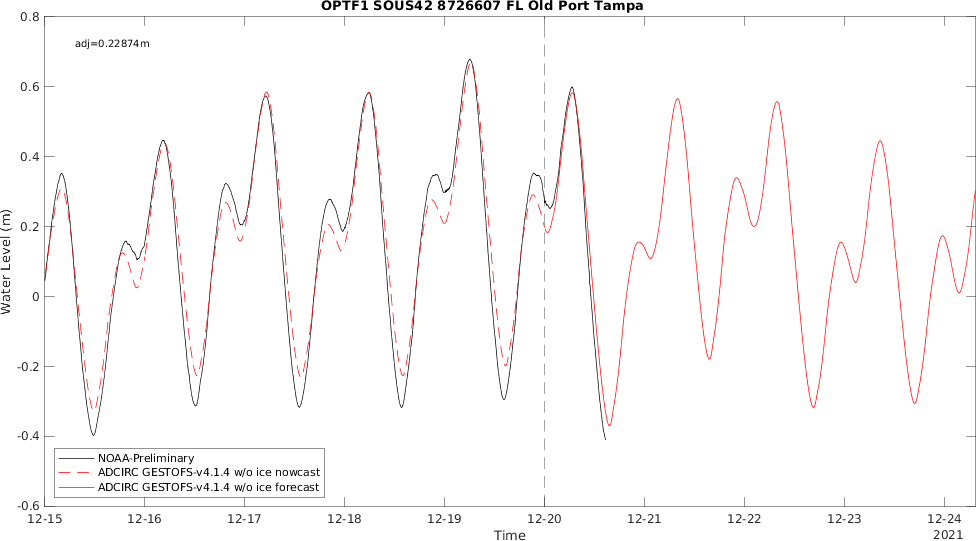 OPTF1 SOUS42 8726607 FL Old Port Tampa
0.8
adj=0.22874m
0.6
0.4
0.2
0
-0.2
-0.4
-0.6
Water Level (m)
NOAA-Preliminary
ADCIRC GESTOFS-v4.1.4 w/o ice nowcast
ADCIRC GESTOFS-v4.1.4 w/o ice forecast
12-15 12-16 12-17 12-18 12-19 12-20 12-21 12-22 12-23 12-24
Time
2021